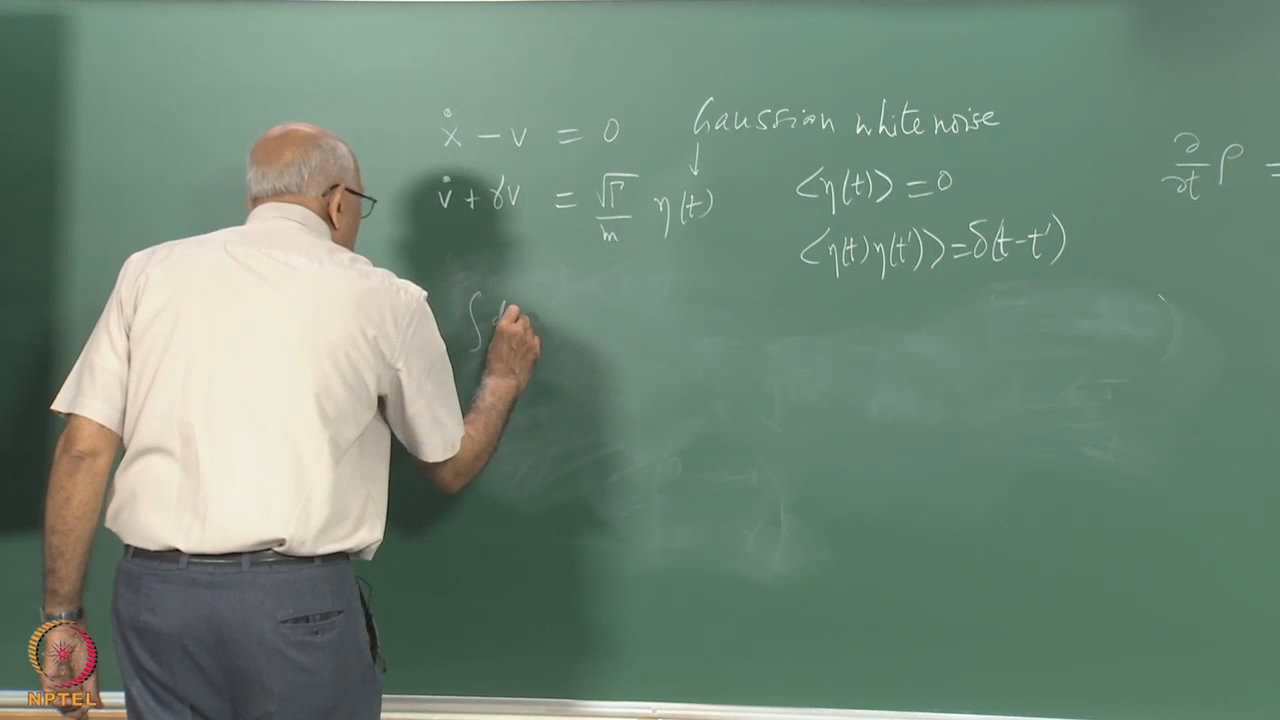 ẋ − v = 0
Gaussian white noise
v̇ + γv = √Γ/m η(t)
⟨η(t)⟩ = 0
⟨η(t)η(t′)⟩ = δ(t−t′)
∂/∂t ρ =
∫ d
NPTEL